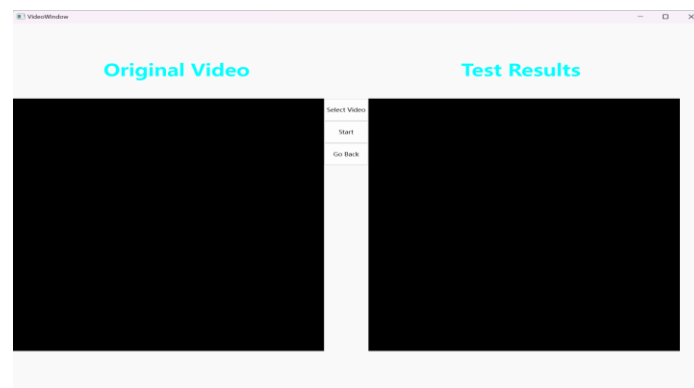 VideoWindow
Original Video
Test Results
Select Video
Start
Go Back